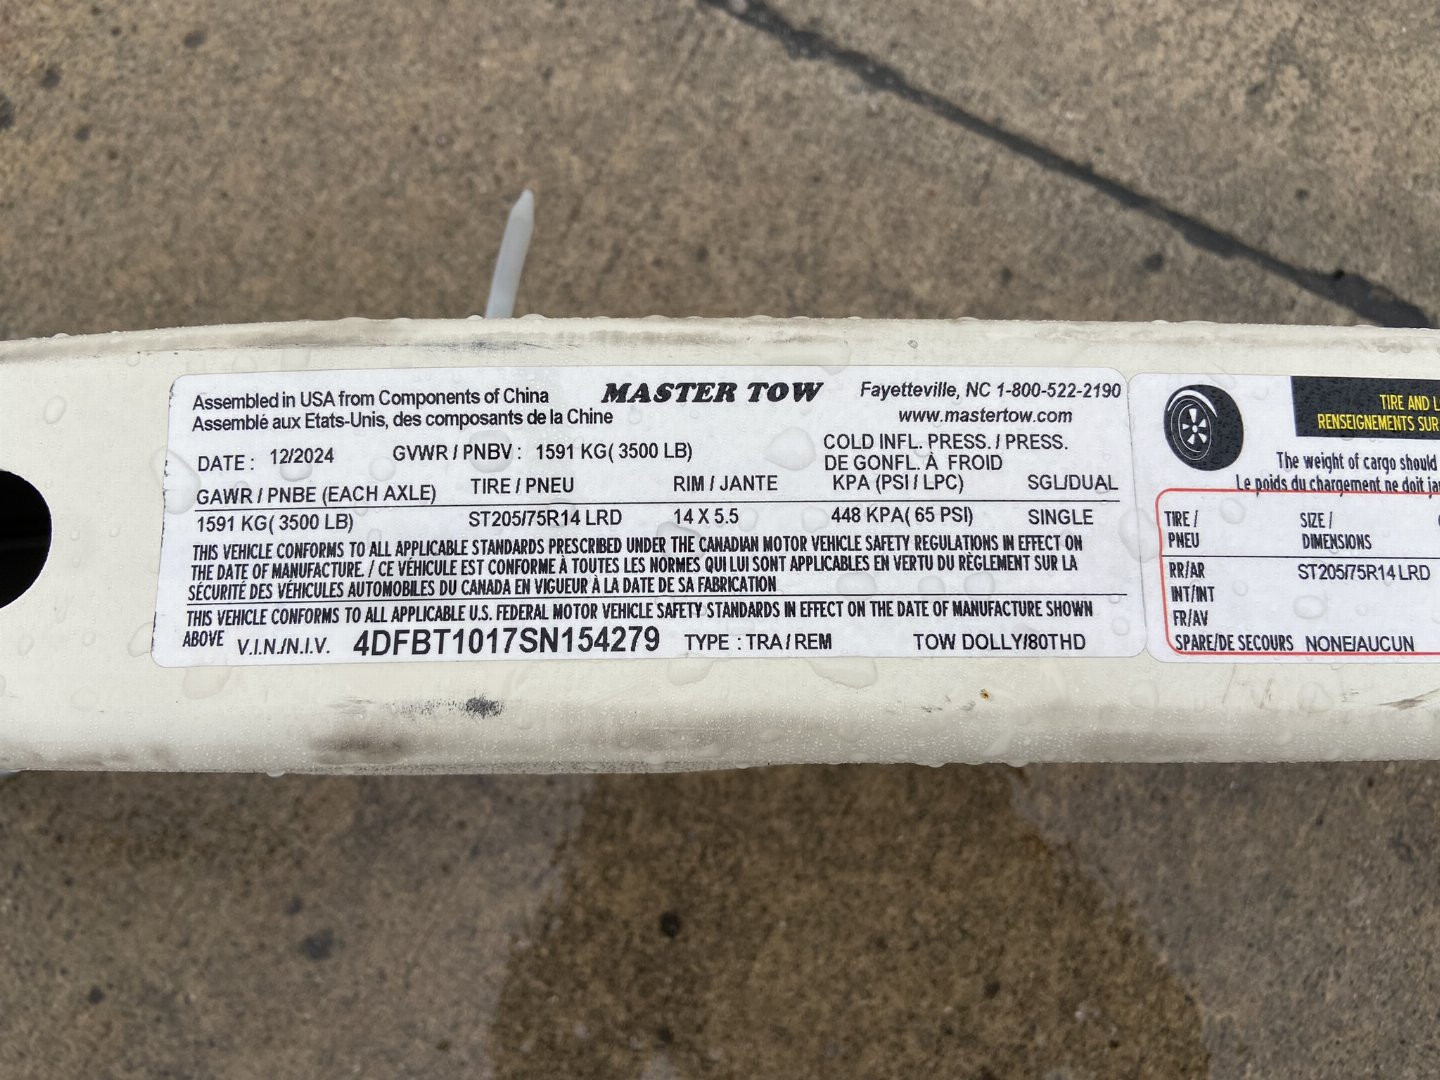 Assembled in USA from Components of China MASTER TOW Fayetteville, NC 1-800-522-2190
Assemblé aux Etats-Unis, des composants de la Chine www.mastertow.com
DATE : 12/2024 GVWR / PNBV : 1591 KG( 3500 LB) COLD INFL. PRESS. / PRESS.
DE GONFL. À FROID
GAWR / PNBE (EACH AXLE) TIRE / PNEU RIM / JANTE KPA (PSI / LPC) SGL/DUAL
1591 KG( 3500 LB) ST205/75R14 LRD 14 X 5.5 448 KPA( 65 PSI) SINGLE
THIS VEHICLE CONFORMS TO ALL APPLICABLE STANDARDS PRESCRIBED UNDER THE CANADIAN MOTOR VEHICLE SAFETY REGULATIONS IN EFFECT ON
THE DATE OF MANUFACTURE. / CE VÉHICULE EST CONFORME À TOUTES LES NORMES QUI LUI SONT APPLICABLES EN VERTU DU RÈGLEMENT SUR LA
SÉCURITÉ DES VÉHICULES AUTOMOBILES DU CANADA EN VIGUEUR À LA DATE DE SA FABRICATION
THIS VEHICLE CONFORMS TO ALL APPLICABLE U.S. FEDERAL MOTOR VEHICLE SAFETY STANDARDS IN EFFECT ON THE DATE OF MANUFACTURE SHOWN
ABOVE V.I.N./N.I.V. 4DFBT1017SN154279 TYPE : TRA / REM TOW DOLLY/80THD
TIRE AND
RENSEIGNEMENTS SUR
The weight of cargo should
Le poids du chargement ne doit
TIRE / SIZE /
PNEU DIMENSIONS
RR/AR ST205/75R14 LRD
INT/INT
FR/AV
SPARE/DE SECOURS NONE/AUCUN